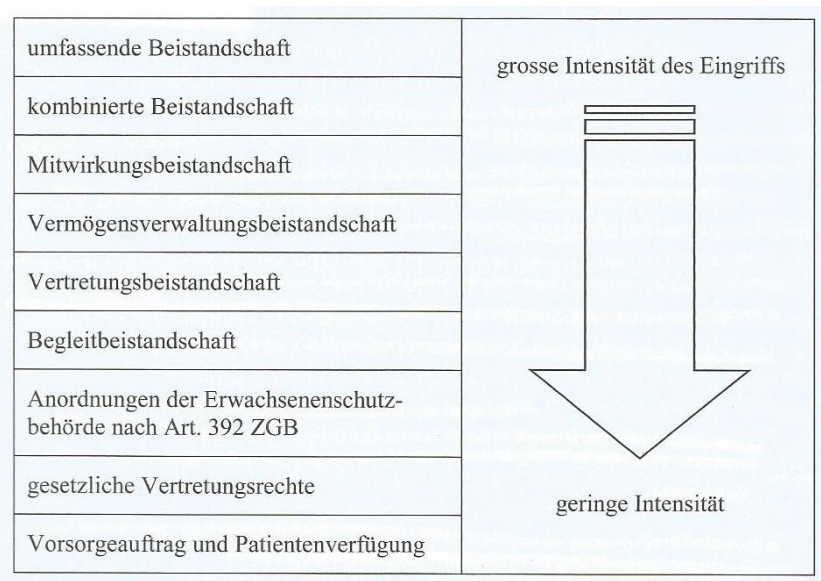 umfassende Beistandschaft
kombinierte Beistandschaft
Mitwirkungsbeistandschaft
Vermögensverwaltungsbeistandschaft
Vertretungsbeistandschaft
Begleitbeistandschaft
Anordnungen der Erwachsenenschutz-
behörde nach Art. 392 ZGB
gesetzliche Vertretungsrechte
Vorsorgeauftrag und Patientenverfügung
grosse Intensität des Eingriffs
geringe Intensität